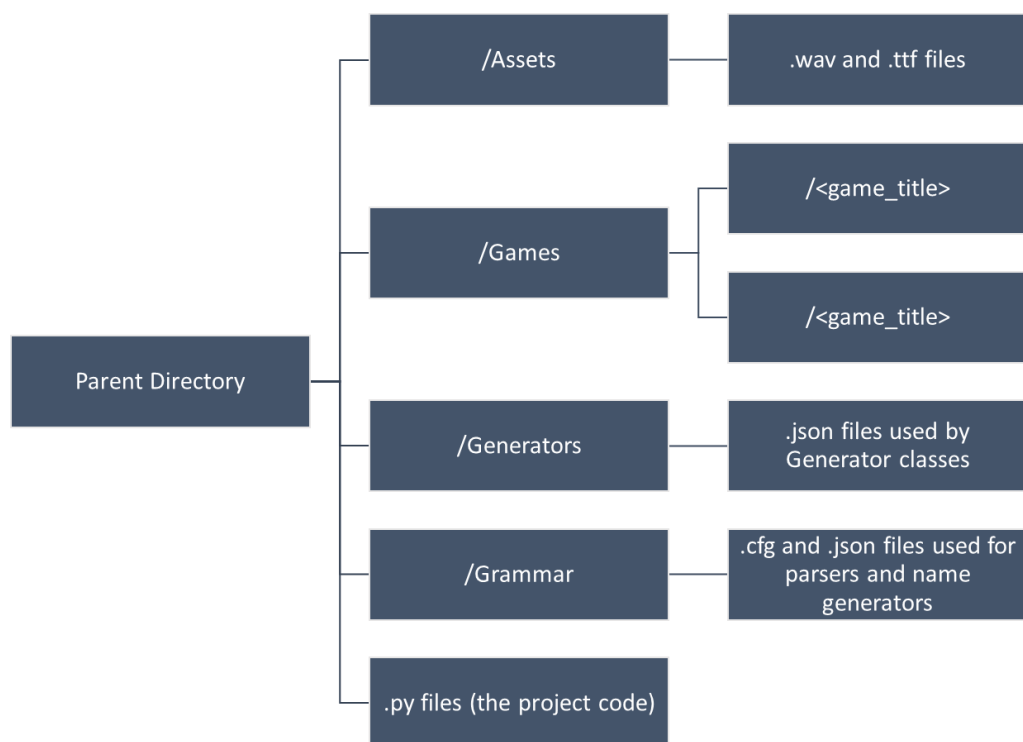 /Assets
.wav and .ttf files
/<game_title>
/Games
/<game_title>
Parent Directory
/Generators
.json files used by
Generator classes
/Grammar
.cfg and .json files used for
parsers and name
generators
.py files (the project code)